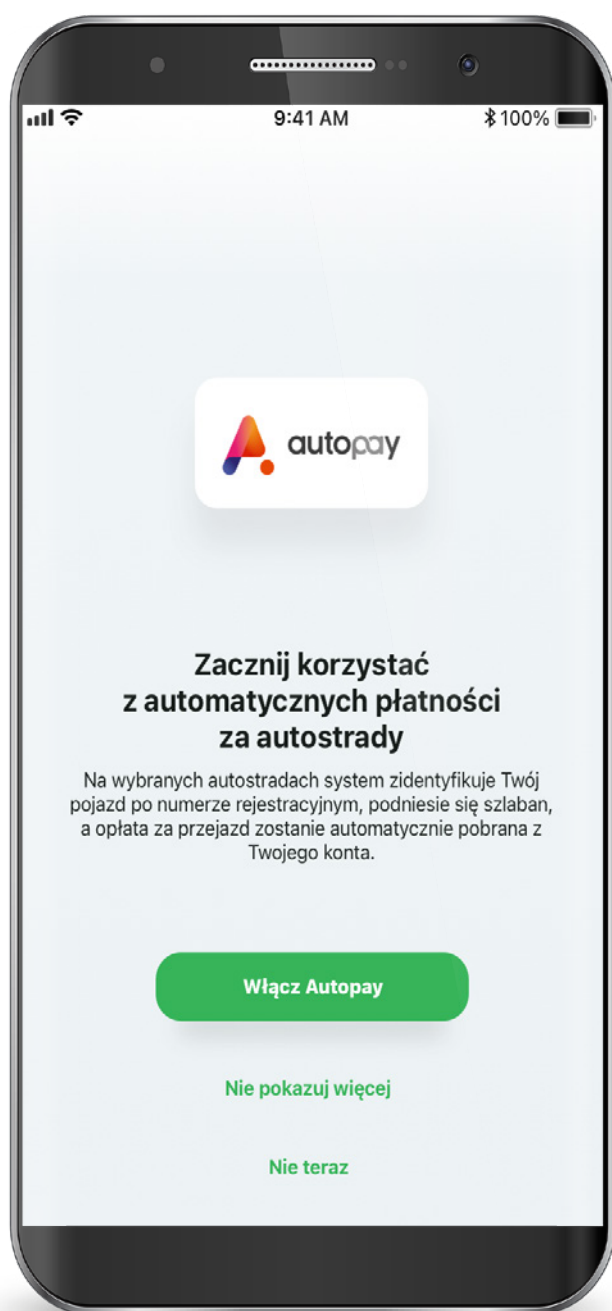 9:41 AM
100%
autopay
Zacznij korzystać
z automatycznych płatności
za autostrady
Na wybranych autostradach system zidentyfikuje Twój
pojazd po numerze rejestracyjnym, podniesie się szlaban,
a opłata za przejazd zostanie automatycznie pobrana z
Twojego konta.
Włącz Autopay
Nie pokazuj więcej
Nie teraz